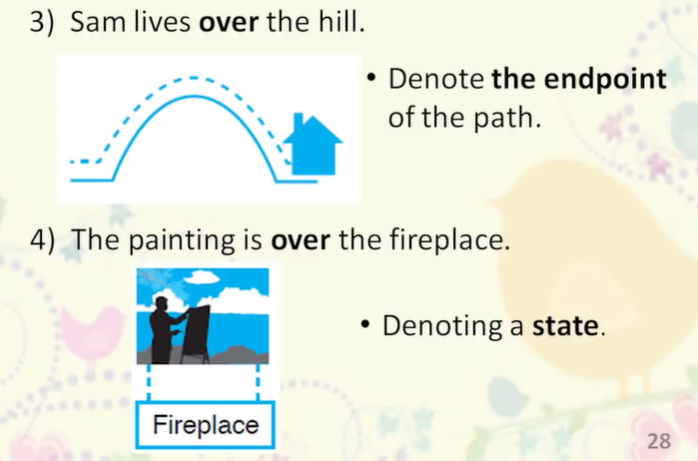 3) Sam lives over the hill.
• Denote the endpoint
of the path.
4) The painting is over the fireplace.
• Denoting a state.
Fireplace
28